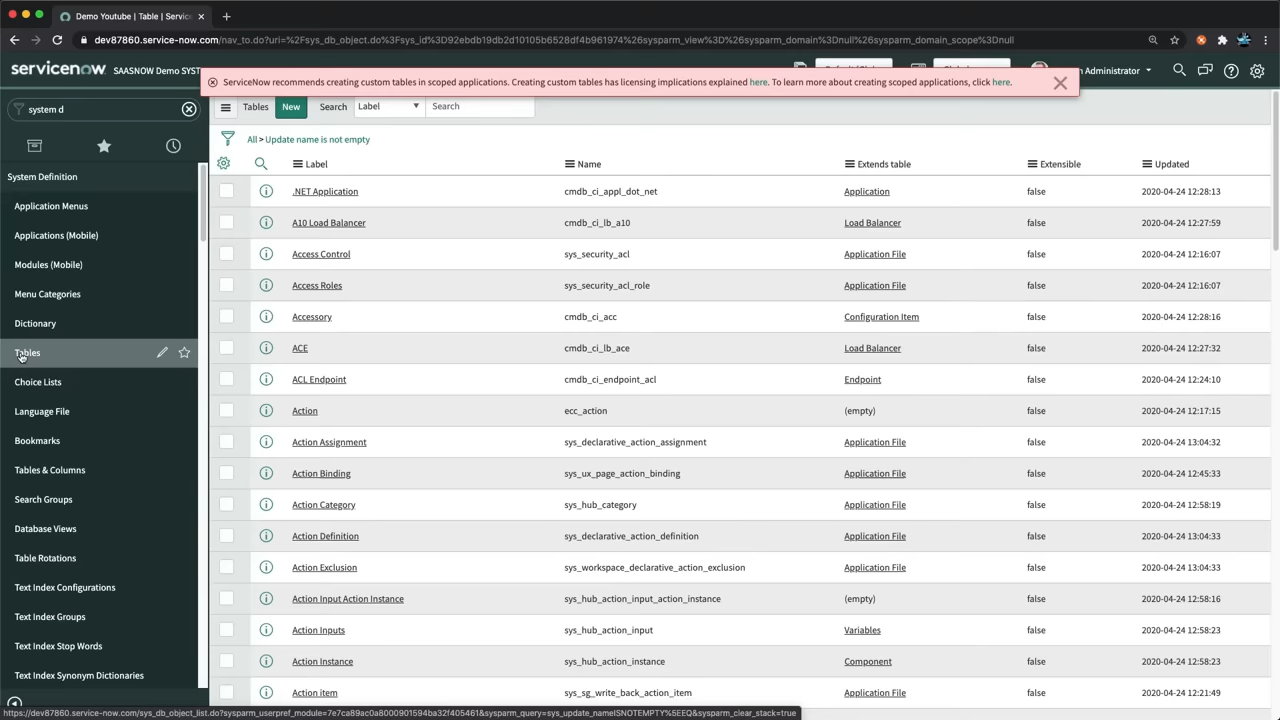 Demo Youtube | Table | Servic
dev87860.service-now.com/nav_to.do?uri=%2Fsys_db_object.do%3Fsys_id%3D92ebdb19db2d10105b6528df4b961974%26sysparm_view%3D%26sysparm_domain%3Dnull%26sysparm_domain_scope%3Dnull
servicenow SAASNOW Demo SYS
m Administrator
ServiceNow recommends creating custom tables in scoped applications. Creating custom tables has licensing implications explained here. To learn more about creating scoped applications, click here.
system d
Tables New Search Label Search
All > Update name is not empty
Label Name Extends table Extensible Updated
System Definition
Application Menus
Applications (Mobile)
Modules (Mobile)
Menu Categories
Dictionary
Tables
Choice Lists
Language File
Bookmarks
Tables & Columns
Search Groups
Database Views
Table Rotations
Text Index Configurations
Text Index Groups
Text Index Stop Words
Text Index Synonym Dictionaries
.NET Application cmdb_ci_appl_dot_net Application false 2020-04-24 12:28:13
A10 Load Balancer cmdb_ci_lb_a10 Load Balancer false 2020-04-24 12:27:59
Access Control sys_security_acl Application File false 2020-04-24 12:16:07
Access Roles sys_security_acl_role Application File false 2020-04-24 12:16:07
Accessory cmdb_ci_acc Configuration Item false 2020-04-24 12:28:16
ACE cmdb_ci_lb_ace Load Balancer false 2020-04-24 12:27:32
ACL Endpoint cmdb_ci_endpoint_acl Endpoint false 2020-04-24 12:24:10
Action ecc_action (empty) false 2020-04-24 12:17:15
Action Assignment sys_declarative_action_assignment Application File false 2020-04-24 13:04:32
Action Binding sys_ux_page_action_binding Application File false 2020-04-24 12:45:33
Action Category sys_hub_category Application File false 2020-04-24 12:58:19
Action Definition sys_declarative_action_definition Application File false 2020-04-24 13:04:33
Action Exclusion sys_workspace_declarative_action_exclusion Application File false 2020-04-24 13:04:33
Action Input Action Instance sys_hub_action_input_action_instance (empty) false 2020-04-24 12:58:16
Action Inputs sys_hub_action_input Variables false 2020-04-24 12:58:23
Action Instance sys_hub_action_instance Component false 2020-04-24 12:58:23
Action item sys_sg_write_back_action_item Application File false 2020-04-24 12:21:49
https://dev87860.service-now.com/sys_db_object_list.do?sysparm_userpref_module=7e7ca89ac0a8000901594ba32f405461&sysparm_query=sys_update_nameISNOTEMPTY%5EEQ&sysparm_clear_stack=true